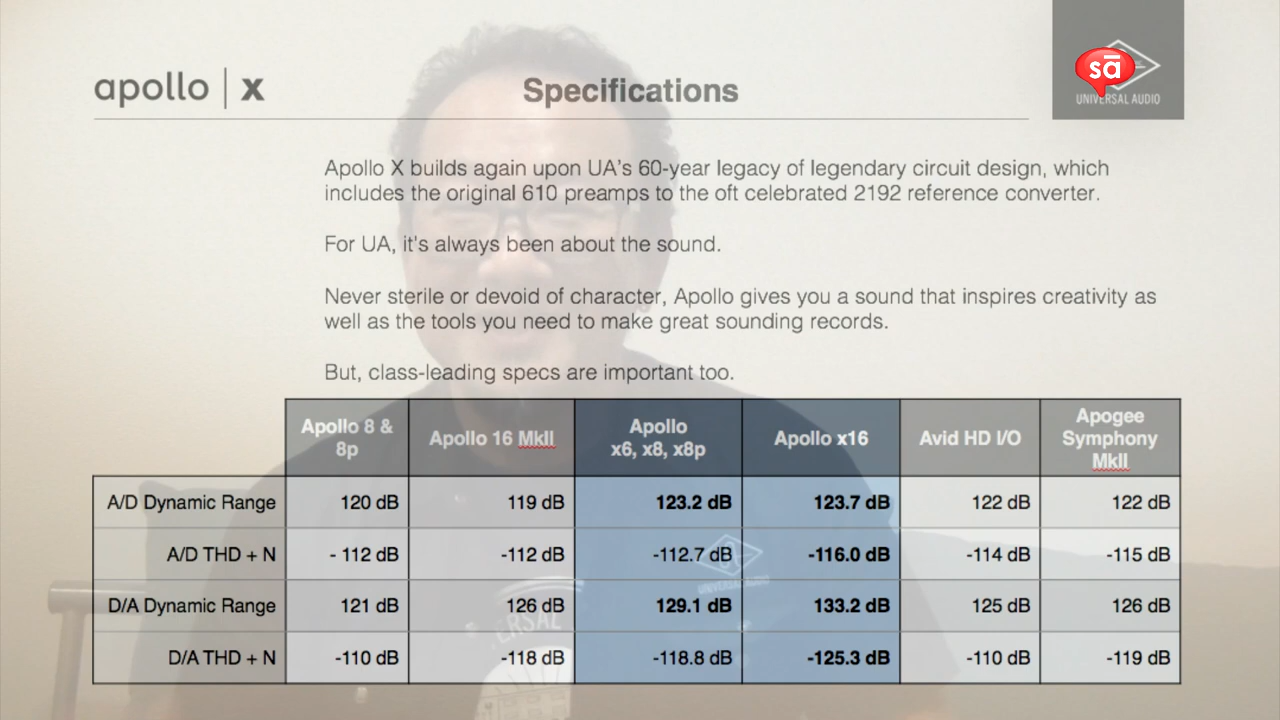 apollo | x
Specifications
sā
UNIVERSAL AUDIO
Apollo X builds again upon UA's 60-year legacy of legendary circuit design, which
includes the original 610 preamps to the oft celebrated 2192 reference converter.
For UA, it's always been about the sound.
Never sterile or devoid of character, Apollo gives you a sound that inspires creativity as
well as the tools you need to make great sounding records.
But, class-leading specs are important too.
Apollo 8 & 8p Apollo 16 MkII Apollo x6, x8, x8p Apollo x16 Avid HD I/O Apogee Symphony MkII
A/D Dynamic Range 120 dB 119 dB 123.2 dB 123.7 dB 122 dB 122 dB
A/D THD + N - 112 dB -112 dB -112.7 dB -116.0 dB -114 dB -115 dB
D/A Dynamic Range 121 dB 126 dB 129.1 dB 133.2 dB 125 dB 126 dB
D/A THD + N -110 dB -118 dB -118.8 dB -125.3 dB -110 dB -119 dB
UNIVERSAL AUDIO
ERSAL